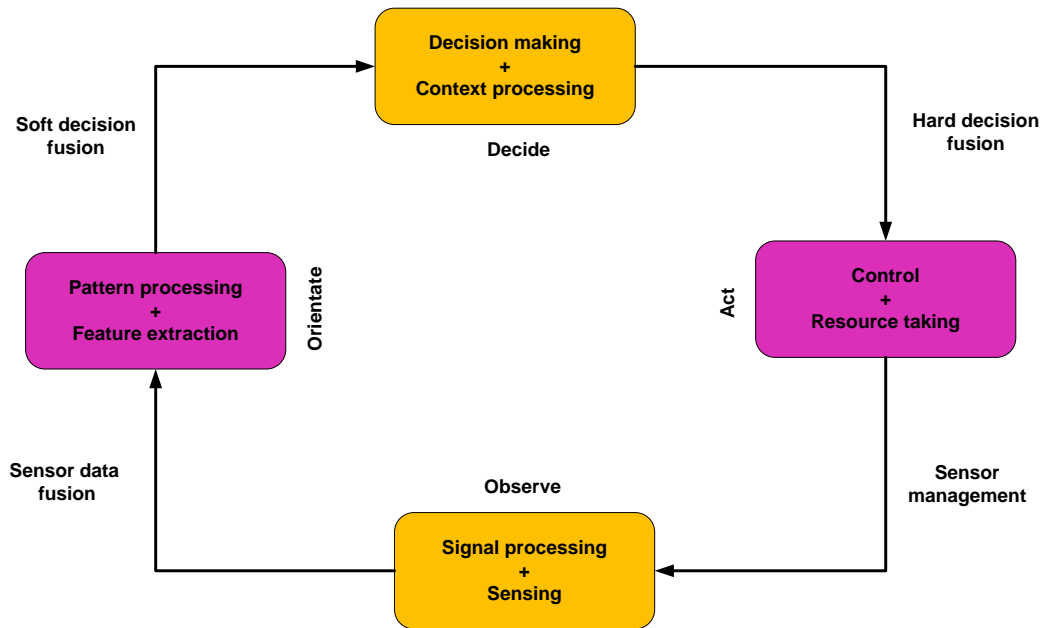 Decision making
+
Context processing
Decide
Soft decision
fusion
Hard decision
fusion
Pattern processing
+
Feature extraction
Orientate
Act
Control
+
Resource taking
Sensor data
fusion
Observe
Sensor
management
Signal processing
+
Sensing